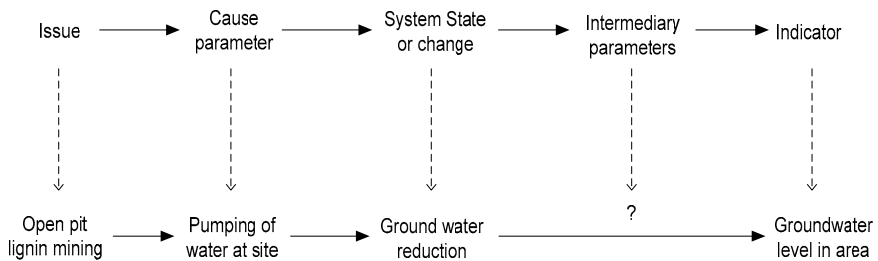 Issue
Cause
parameter
System State
or change
Intermediary
parameters
Indicator
Open pit
lignin mining
Pumping of
water at site
Ground water
reduction
?
Groundwater
level in area